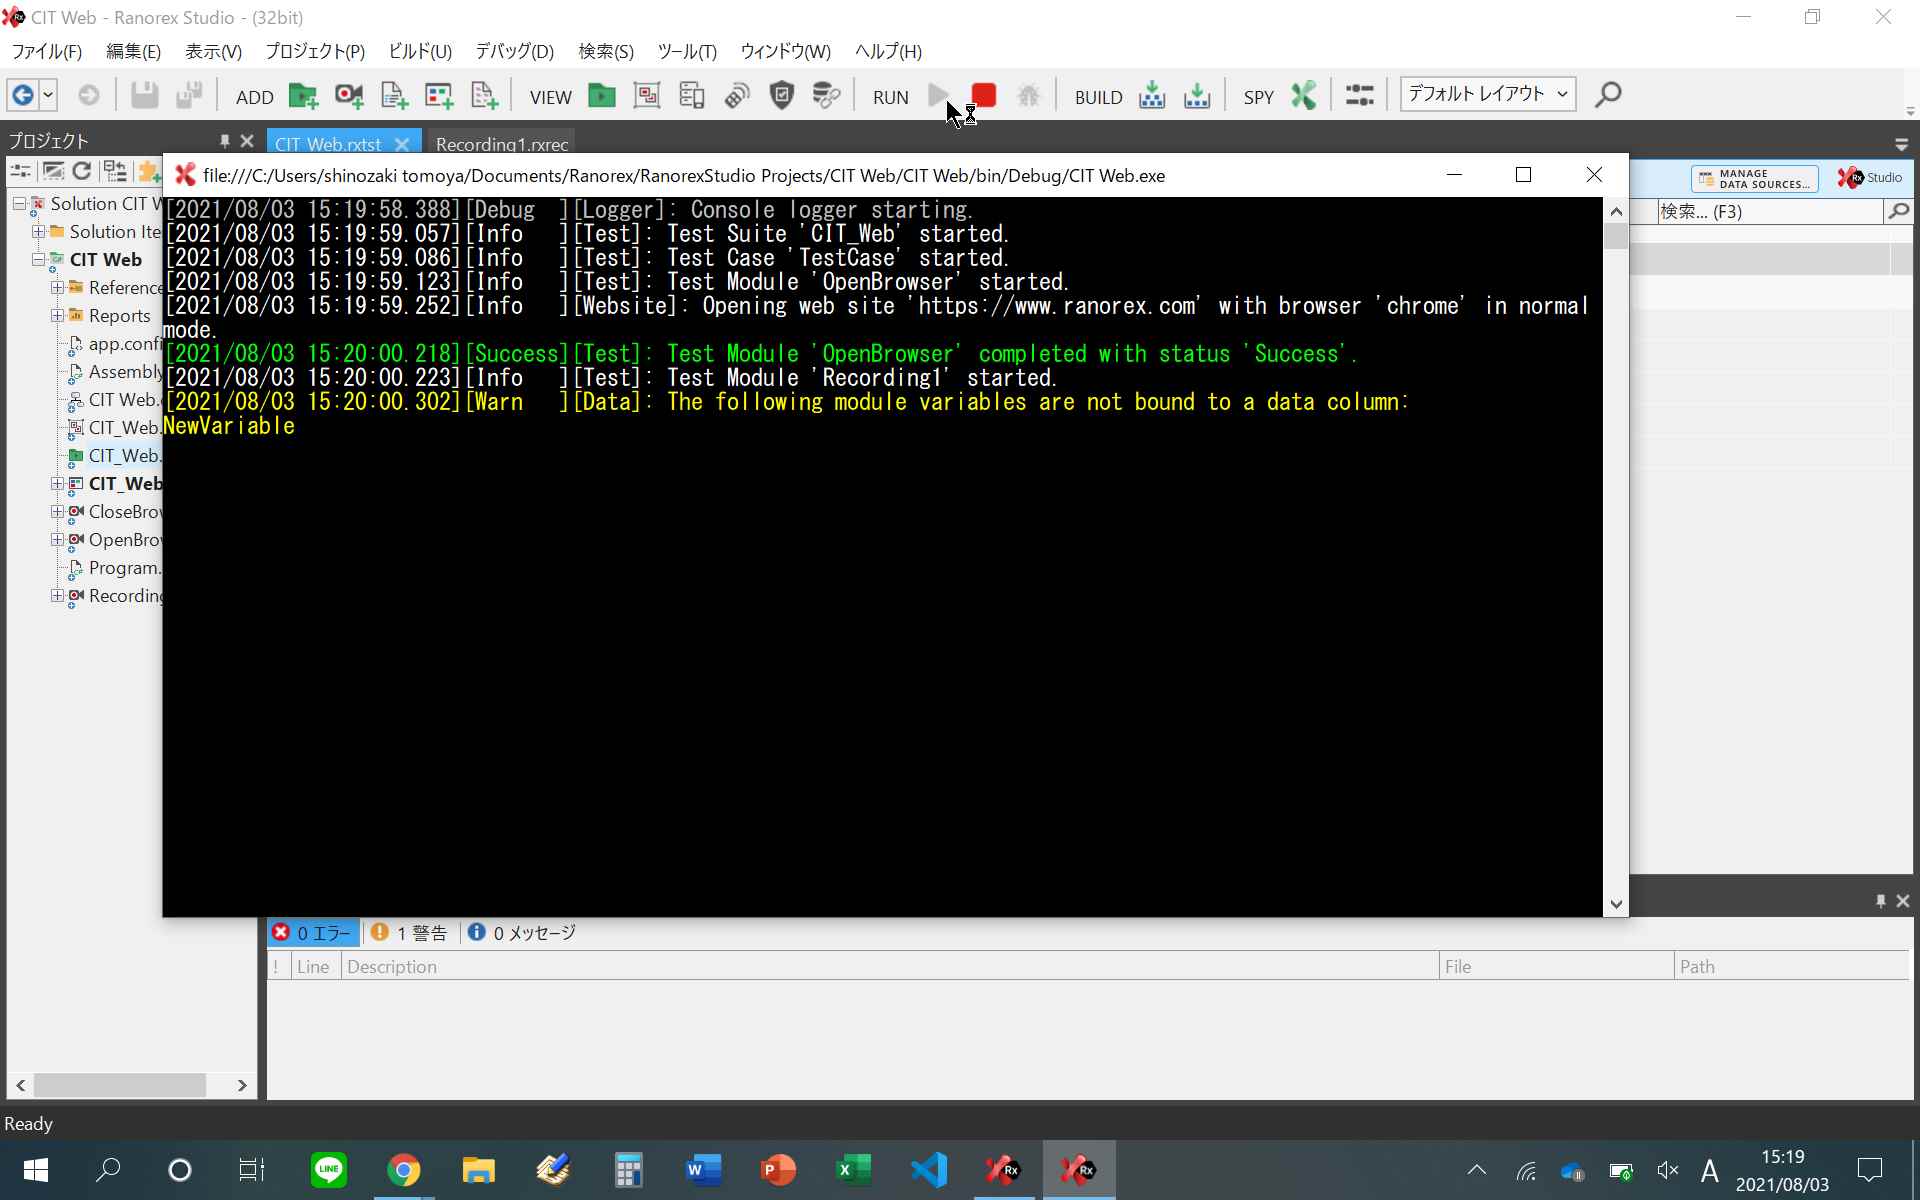 CIT Web - Ranorex Studio - (32bit)
ファイル(F) 編集(E) 表示(V) プロジェクト(P) ビルド(U) デバッグ(D) 検索(S) ツール(T) ウィンドウ(W) ヘルプ(H)
ADD VIEW RUN BUILD SPY デフォルト レイアウト
プロジェクト
CIT_Web.rxtst Recording1.rxrec
file:///C:/Users/shinozaki tomoya/Documents/Ranorex/RanorexStudio Projects/CIT Web/CIT Web/bin/Debug/CIT Web.exe
MANAGE
DATA SOURCES...
Rx Studio
検索... (F3)
Solution CIT W
Solution Ite
CIT Web
Reference
Reports
app.confi
Assembly
CIT Web.
CIT_Web.
CIT_Web.
CIT_Web
CloseBrow
OpenBrow
Program.
Recording
[2021/08/03 15:19:58.388][Debug  ][Logger]: Console logger starting.
[2021/08/03 15:19:59.057][Info   ][Test]: Test Suite 'CIT_Web' started.
[2021/08/03 15:19:59.086][Info   ][Test]: Test Case 'TestCase' started.
[2021/08/03 15:19:59.123][Info   ][Test]: Test Module 'OpenBrowser' started.
[2021/08/03 15:19:59.252][Info   ][Website]: Opening web site 'https://www.ranorex.com' with browser 'chrome' in normal
mode.
[2021/08/03 15:20:00.218][Success][Test]: Test Module 'OpenBrowser' completed with status 'Success'.
[2021/08/03 15:20:00.223][Info   ][Test]: Test Module 'Recording1' started.
[2021/08/03 15:20:00.302][Warn   ][Data]: The following module variables are not bound to a data column:
NewVariable
0 エラー 1 警告 0 メッセージ
! Line Description File Path
Ready
LINE
A
15:19
2021/08/03